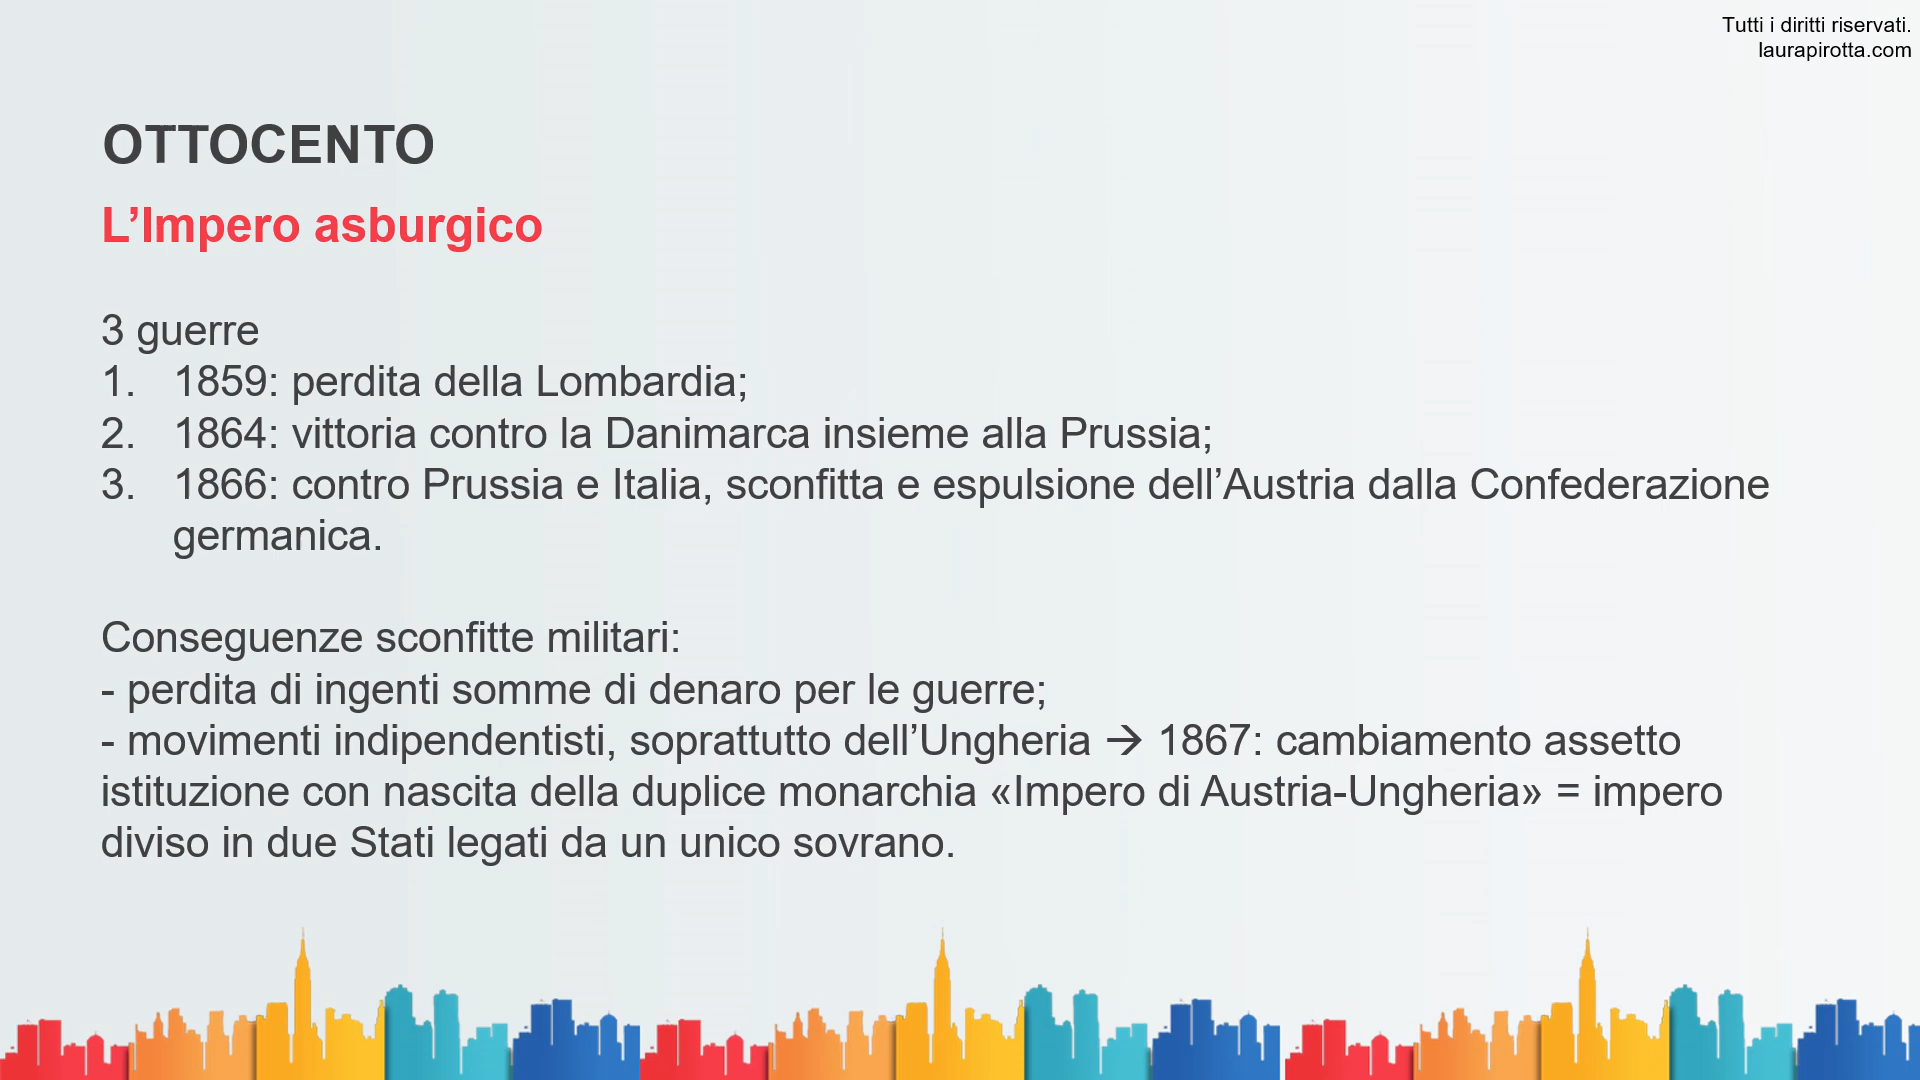 Tutti i diritti riservati.
laurapirotta.com
OTTOCENTO
L’Impero asburgico
3 guerre
1. 1859: perdita della Lombardia;
2. 1864: vittoria contro la Danimarca insieme alla Prussia;
3. 1866: contro Prussia e Italia, sconfitta e espulsione dell’Austria dalla Confederazione
germanica.
Conseguenze sconfitte militari:
- perdita di ingenti somme di denaro per le guerre;
- movimenti indipendentisti, soprattutto dell’Ungheria → 1867: cambiamento assetto
istituzione con nascita della duplice monarchia «Impero di Austria-Ungheria» = impero
diviso in due Stati legati da un unico sovrano.